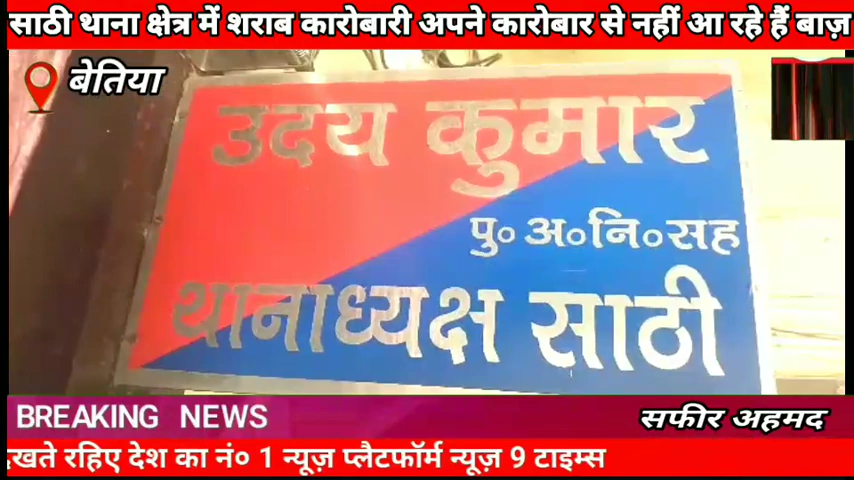 साठी थाना क्षेत्र में शराब कारोबारी अपने कारोबार से नहीं आ रहे हैं बाज़
बेतिया
उदय कुमार
पु० अ०नि०सह
थानाध्यक्ष साठी
BREAKING NEWS
सफीर अहमद
रहिए देश का नं० 1 न्यूज़ प्लैटफॉर्म न्यूज़ 9 टाइम्स